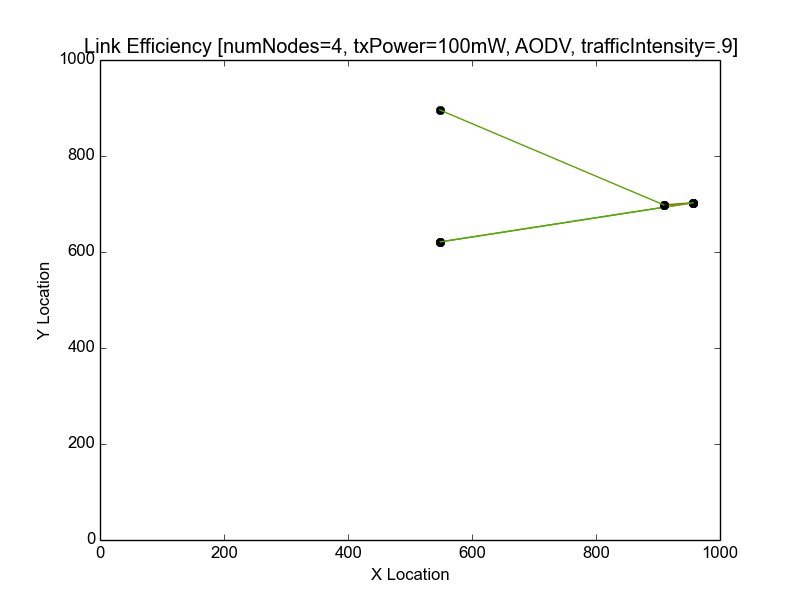 Link Efficiency [numNodes=4, txPower=100mW, AODV, trafficIntensity=.9]
1000
800
600
400
200
0
Y Location
0 200 400 600 800 1000
X Location